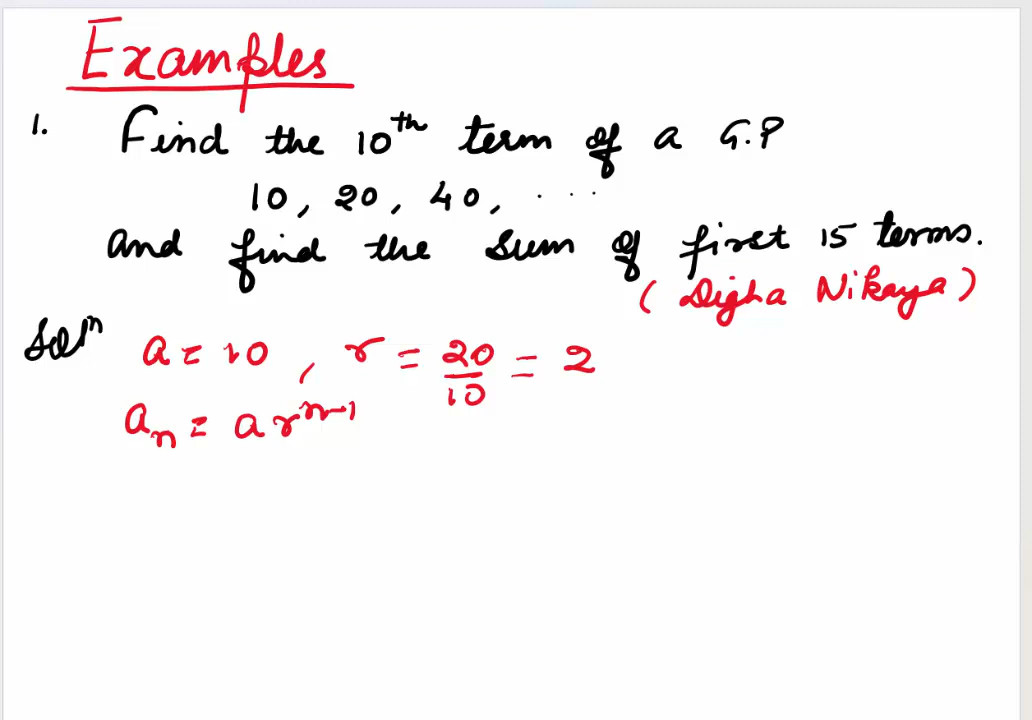 Examples
1. Find the 10th term of a G.P
10, 20, 40, ....
and find the sum of first 15 terms.
(Digha Nikaya)
Solⁿ a = 10, r = 20/10 = 2
aₙ = a rⁿ⁻¹